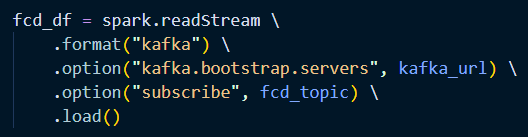 fcd_df = spark.readStream \
    .format("kafka") \
    .option("kafka.bootstrap.servers", kafka_url) \
    .option("subscribe", fcd_topic) \
    .load()